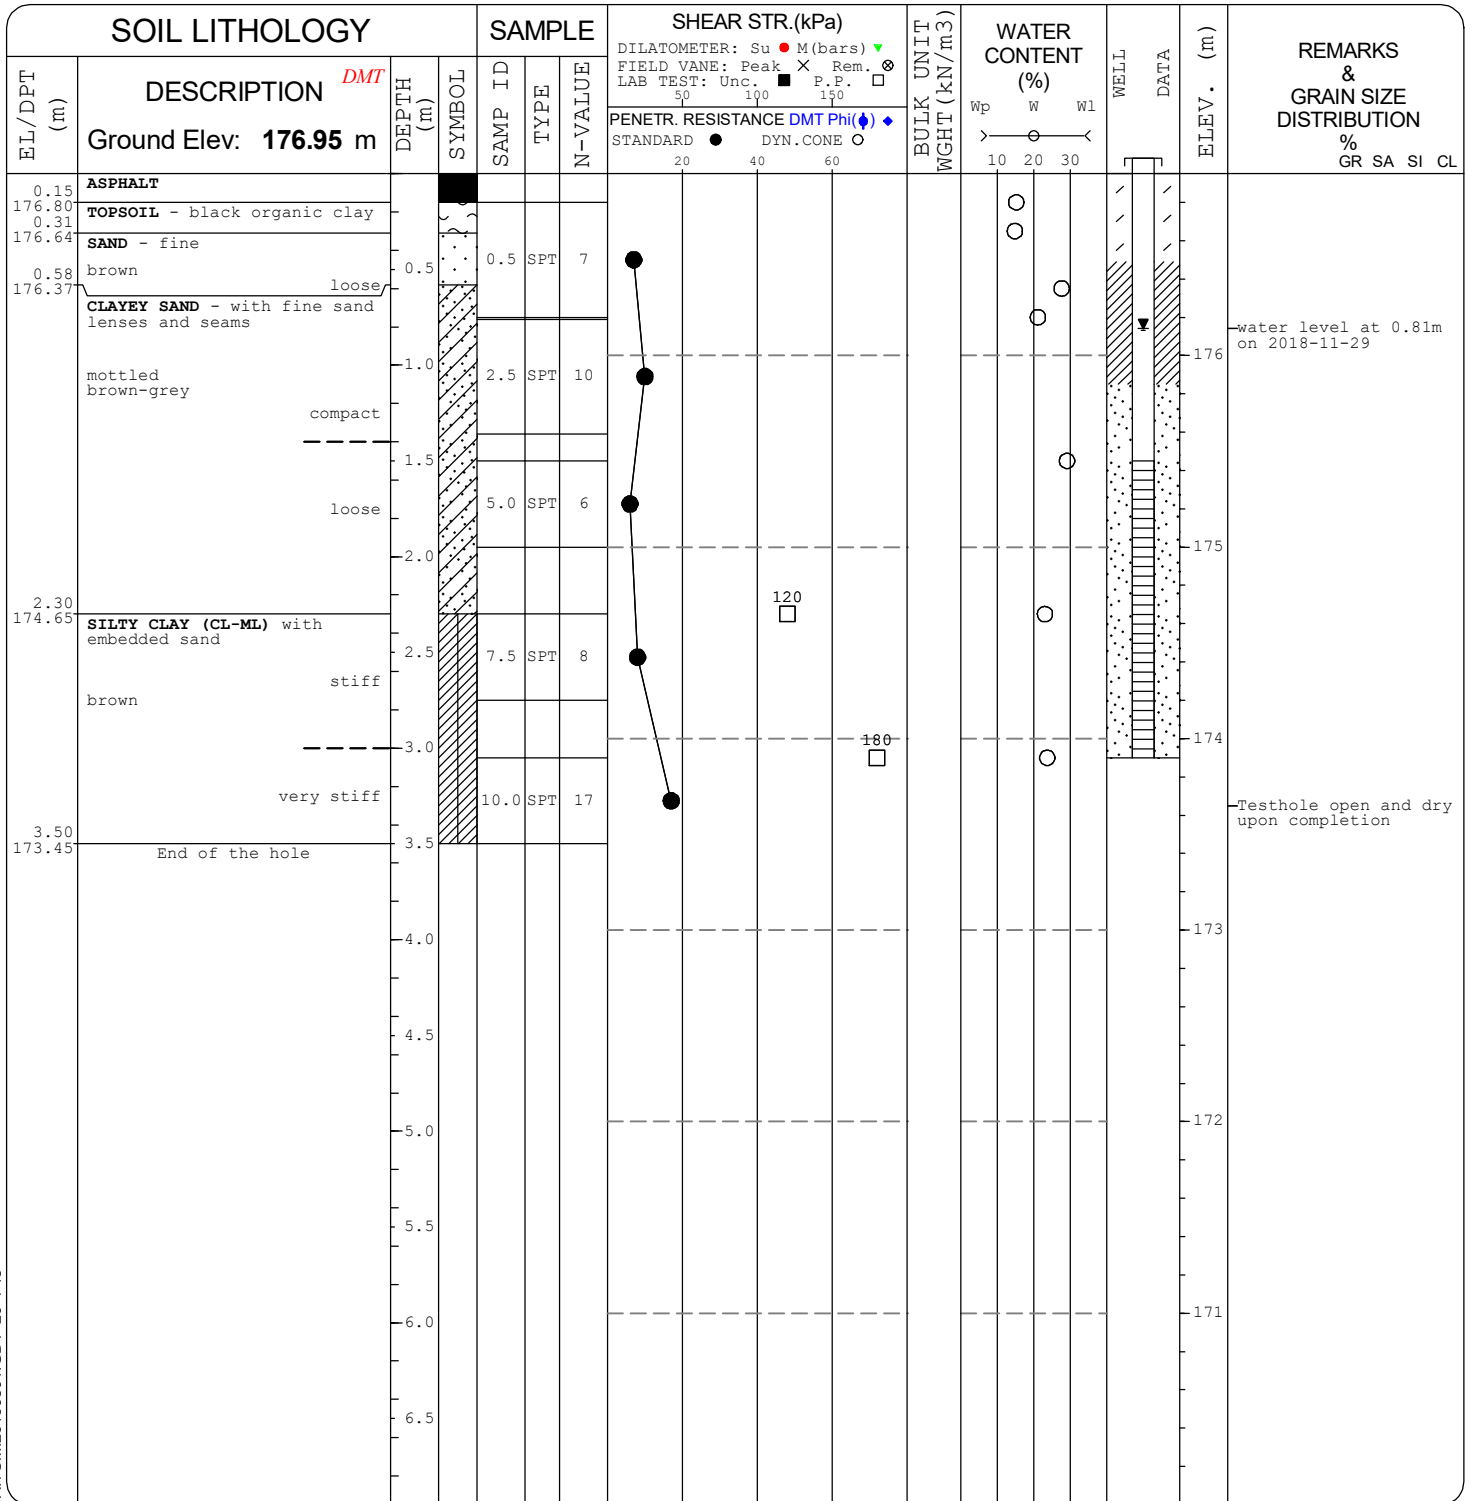 SOIL LITHOLOGY
SAMPLE
SHEAR STR.(kPa)
DILATOMETER: Su M(bars)
FIELD VANE: Peak Rem.
LAB TEST: Unc. P.P.
50 100 150
PENETR. RESISTANCE DMT Phi(ϕ)
STANDARD DYN.CONE
20 40 60
BULK UNIT
WGHT(kN/m3)
WATER
CONTENT
(%)
Wp W Wl
10 20 30
WELL
DATA
ELEV. (m)
REMARKS
&
GRAIN SIZE
DISTRIBUTION
%
GR SA SI CL
EL/DPT
(m)
DESCRIPTION DMT
Ground Elev: 176.95 m
DEPTH
(m)
SYMBOL
SAMP ID
TYPE
N-VALUE
0.15
176.80
ASPHALT
TOPSOIL - black organic clay
0.31
176.64
SAND - fine
brown
loose
0.58
176.37
CLAYEY SAND - with fine sand
lenses and seams
mottled
brown-grey
compact
loose
2.30
174.65
SILTY CLAY (CL-ML) with
embedded sand
stiff
brown
very stiff
3.50
173.45
End of the hole
0.5
1.0
1.5
2.0
2.5
3.0
3.5
4.0
4.5
5.0
5.5
6.0
6.5
0.5 SPT 7
2.5 SPT 10
5.0 SPT 6
7.5 SPT 8
10.0 SPT 17
120
180
176
175
174
173
172
171
water level at 0.81m
on 2018-11-29
Testhole open and dry
upon completion